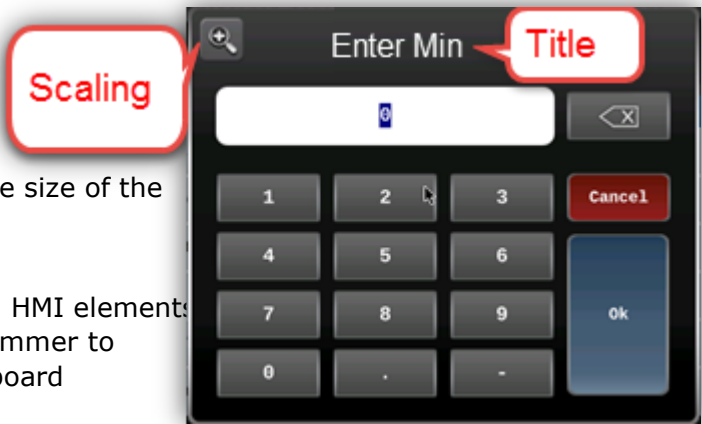 Scaling
Enter Min
Title
0
1 2 3 Cancel
4 5 6
7 8 9 Ok
0 . -
e size of the
HMI elements
mmer to
board